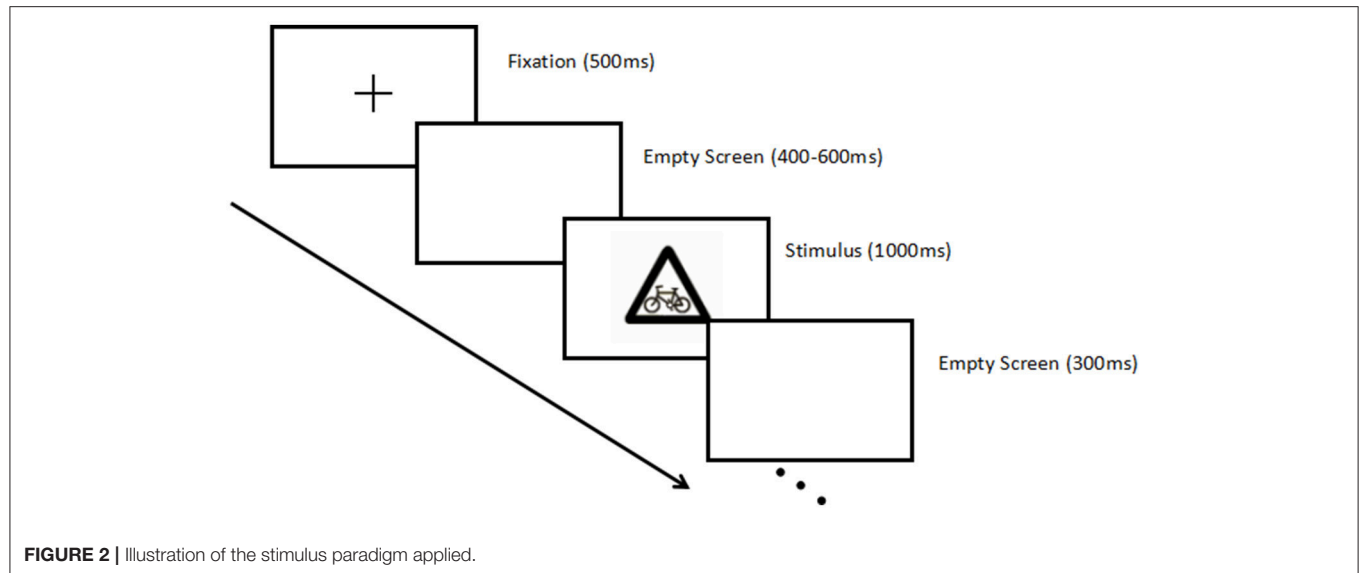 Fixation (500ms)
Empty Screen (400-600ms)
Stimulus (1000ms)
Empty Screen (300ms)
FIGURE 2 | Illustration of the stimulus paradigm applied.